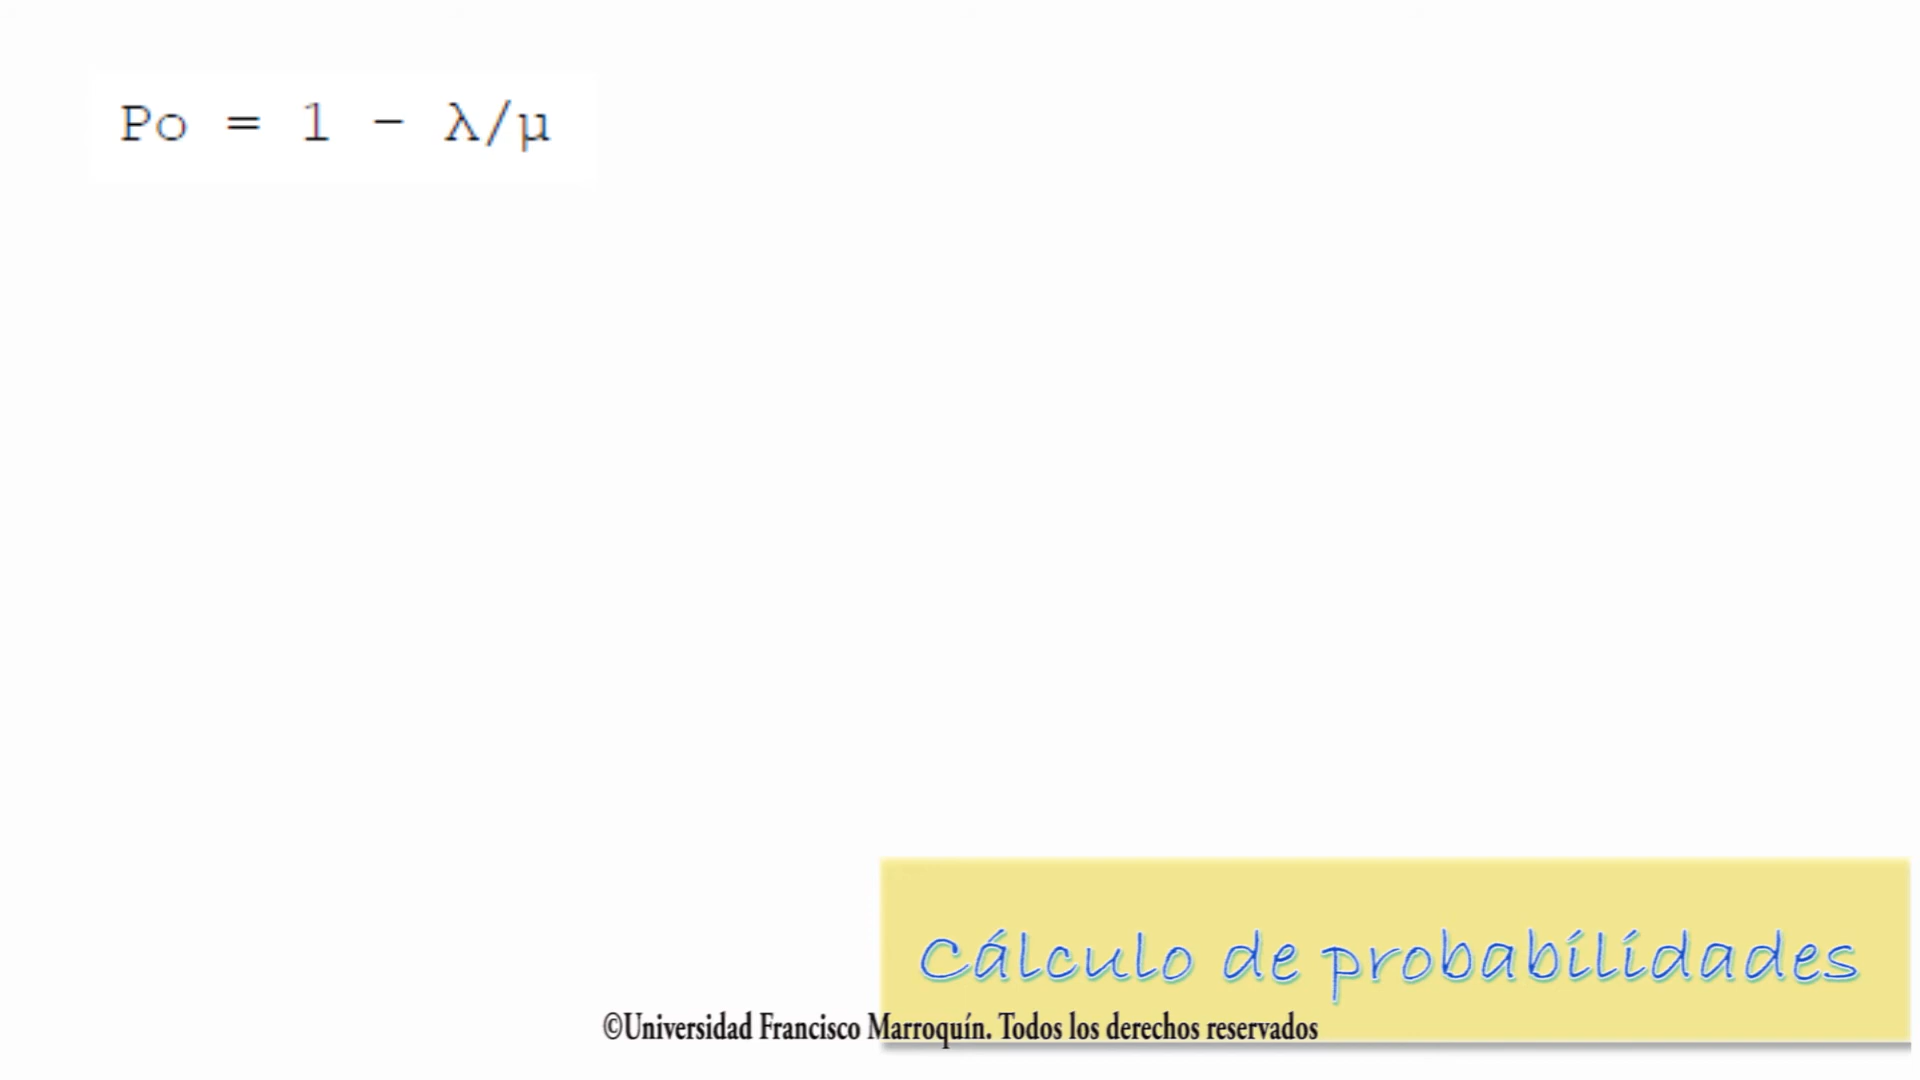 Po = 1 - λ/μ
Cálculo de probabilidades
©Universidad Francisco Marroquín. Todos los derechos reservados